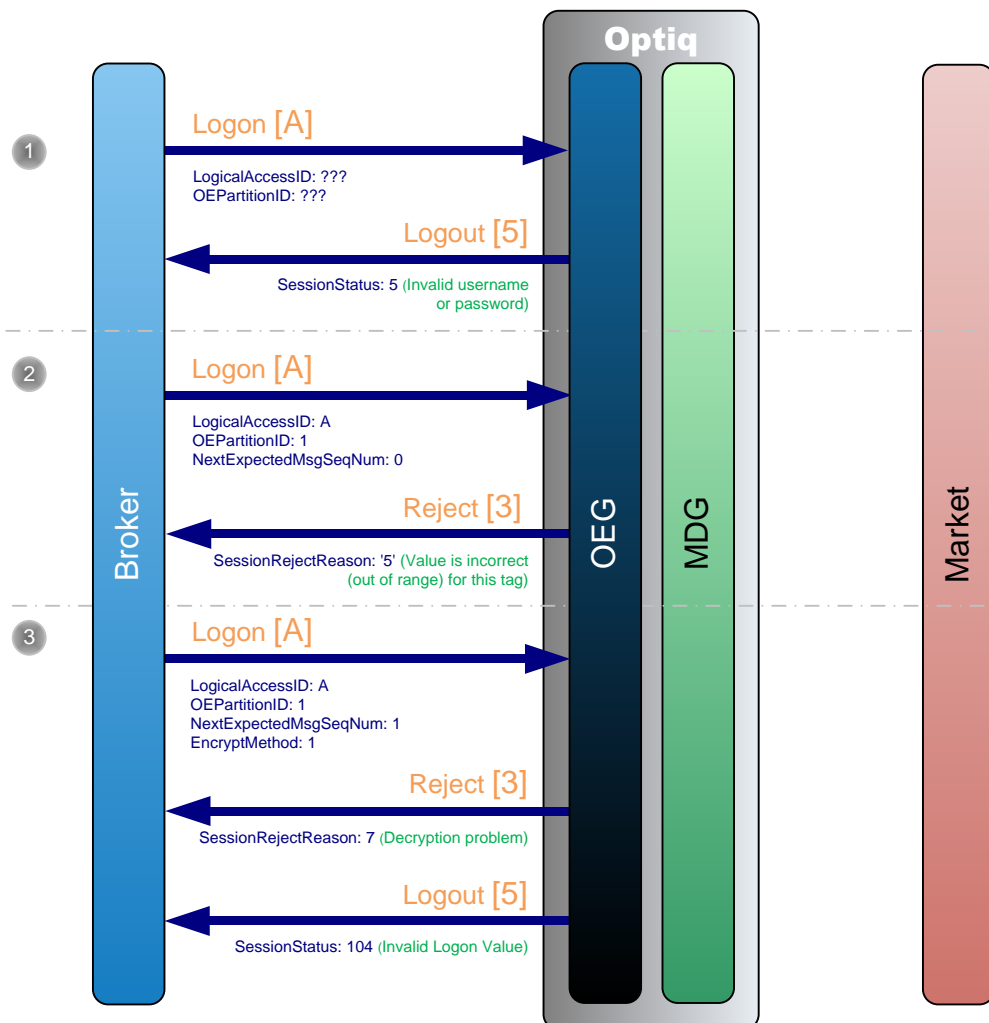 Optiq
Broker
OEG
MDG
Market
1
Logon [A]
LogicalAccessID: ???
OEPartitionID: ???
Logout [5]
SessionStatus: 5 (Invalid username
or password)
2
Logon [A]
LogicalAccessID: A
OEPartitionID: 1
NextExpectedMsgSeqNum: 0
Reject [3]
SessionRejectReason: '5' (Value is incorrect
(out of range) for this tag)
3
Logon [A]
LogicalAccessID: A
OEPartitionID: 1
NextExpectedMsgSeqNum: 1
EncryptMethod: 1
Reject [3]
SessionRejectReason: 7 (Decryption problem)
Logout [5]
SessionStatus: 104 (Invalid Logon Value)